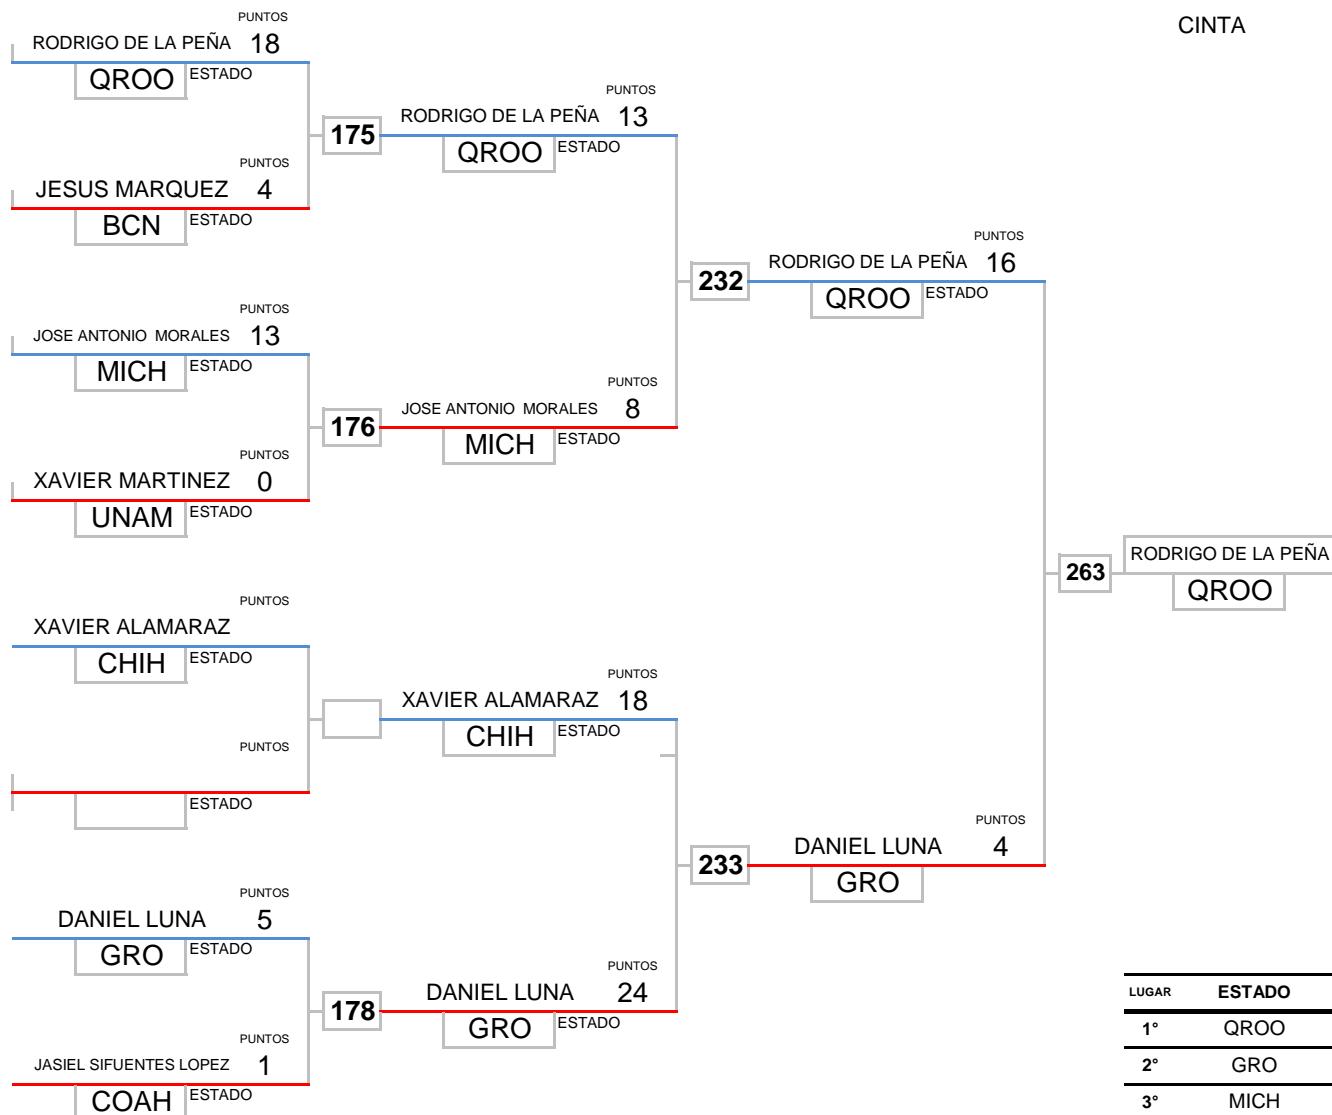 PUNTOS
CINTA
RODRIGO DE LA PEÑA 18
QROO ESTADO
PUNTOS
175 RODRIGO DE LA PEÑA 13
QROO ESTADO
PUNTOS
JESUS MARQUEZ 4
BCN ESTADO
PUNTOS
232 RODRIGO DE LA PEÑA 16
QROO ESTADO
PUNTOS
JOSE ANTONIO MORALES 13
MICH ESTADO
PUNTOS
176 JOSE ANTONIO MORALES 8
MICH ESTADO
PUNTOS
XAVIER MARTINEZ 0
UNAM ESTADO
263 RODRIGO DE LA PEÑA
QROO
PUNTOS
XAVIER ALAMARAZ
CHIH ESTADO
PUNTOS
XAVIER ALAMARAZ 18
CHIH ESTADO
PUNTOS
ESTADO
PUNTOS
233 DANIEL LUNA 4
GRO
PUNTOS
DANIEL LUNA 5
GRO ESTADO
PUNTOS
178 DANIEL LUNA 24
GRO ESTADO
PUNTOS
JASIEL SIFUENTES LOPEZ 1
COAH ESTADO
LUGAR ESTADO
1° QROO
2° GRO
3° MICH